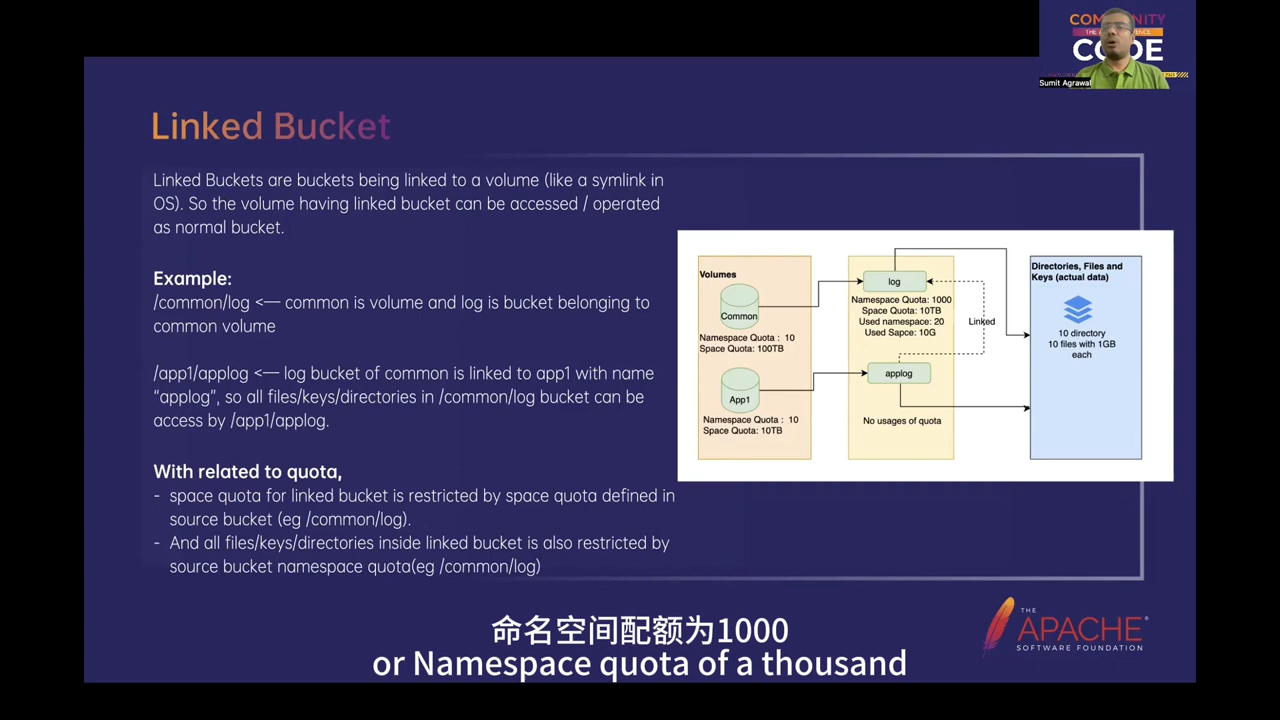 COMMUNITY
CODE
Sumit Agrawal
Linked Bucket
Linked Buckets are buckets being linked to a volume (like a symlink in
OS). So the volume having linked bucket can be accessed / operated
as normal bucket.
Example:
/common/log <— common is volume and log is bucket belonging to
common volume
/app1/applog <— log bucket of common is linked to app1 with name
“applog”, so all files/keys/directories in /common/log bucket can be
access by /app1/applog.
With related to quota,
- space quota for linked bucket is restricted by space quota defined in
source bucket (eg /common/log).
- And all files/keys/directories inside linked bucket is also restricted by
source bucket namespace quota(eg /common/log)
Volumes
Common
Namespace Quota : 10
Space Quota: 100TB
App1
Namespace Quota : 10
Space Quota: 10TB
log
Namespace Quota: 1000
Space Quota: 10TB
Used namespace: 20
Used Sapce: 10G
Linked
applog
No usages of quota
Directories, Files and
Keys (actual data)
10 directory
10 files with 1GB
each
THE
APACHE
SOFTWARE FOUNDATION
命名空间配额为1000
or Namespace quota of a thousand